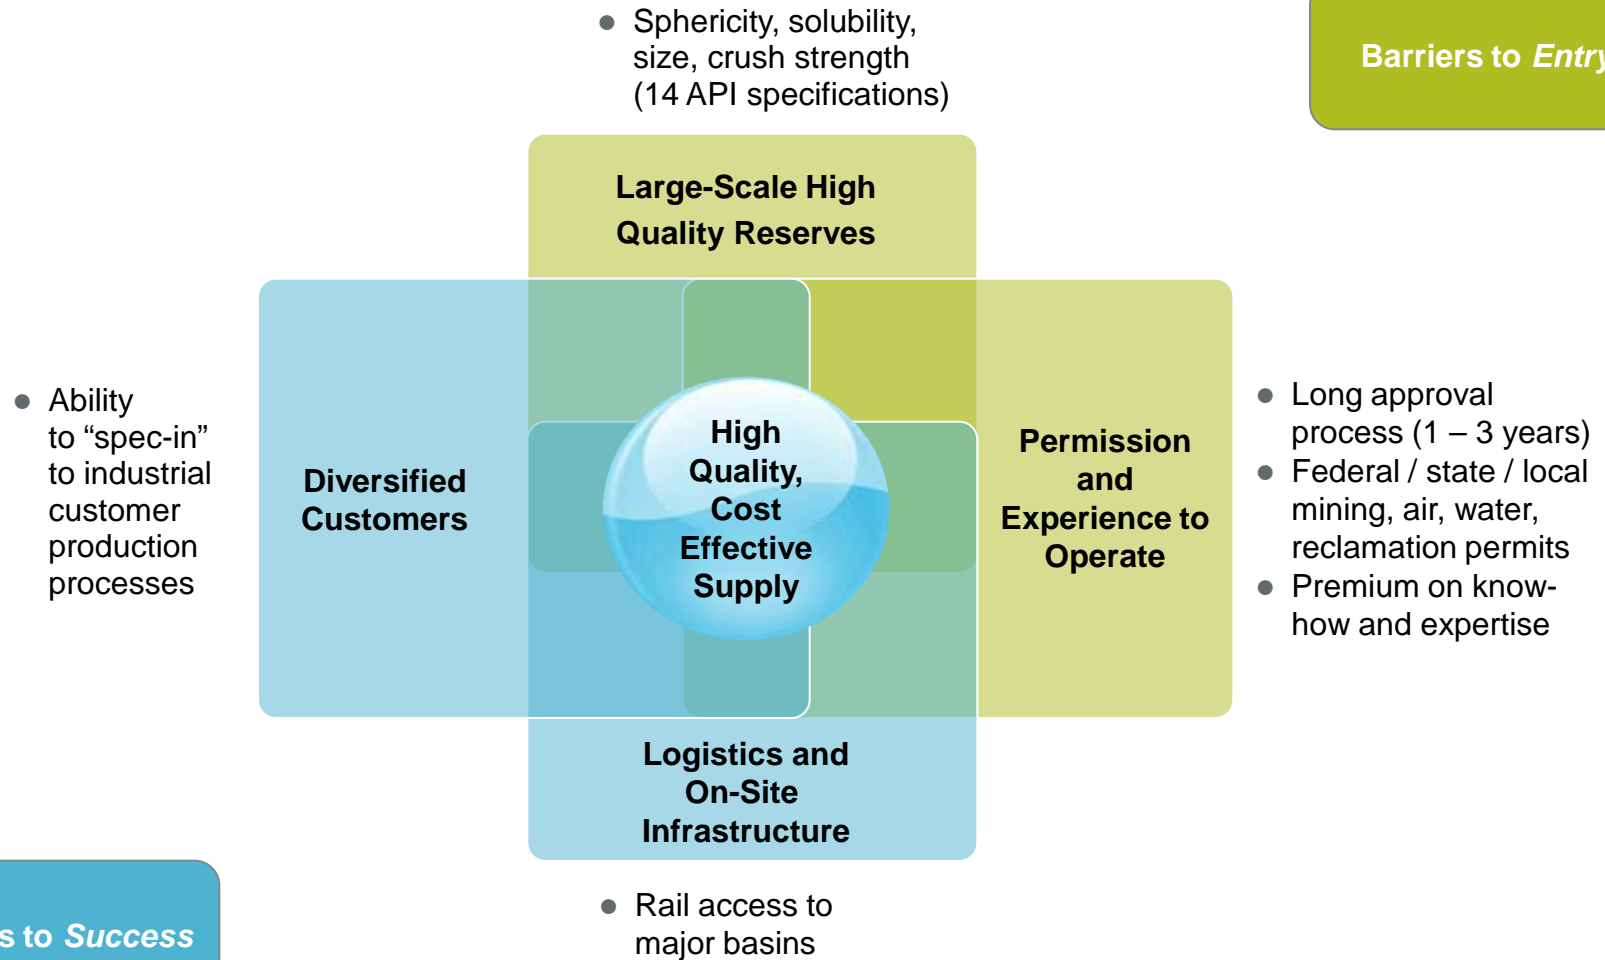 ● Sphericity, solubility,
size, crush strength
(14 API specifications)
Barriers to Entry
Large-Scale High
Quality Reserves
● Ability
to “spec-in”
to industrial
customer
production
processes
Diversified
Customers
High
Quality,
Cost
Effective
Supply
Permission
and
Experience to
Operate
● Long approval
process (1 – 3 years)
● Federal / state / local
mining, air, water,
reclamation permits
● Premium on know-
how and expertise
Logistics and
On-Site
Infrastructure
● Rail access to
major basins
s to Success